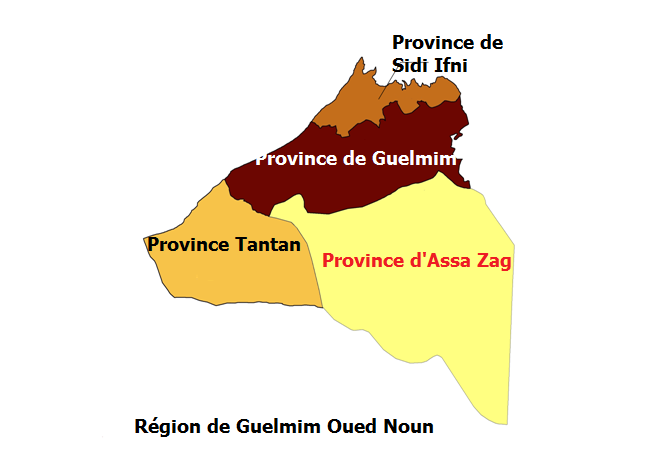 Province de
Sidi Ifni
Province de Guelmim
Province Tantan
Province d'Assa Zag
Région de Guelmim Oued Noun